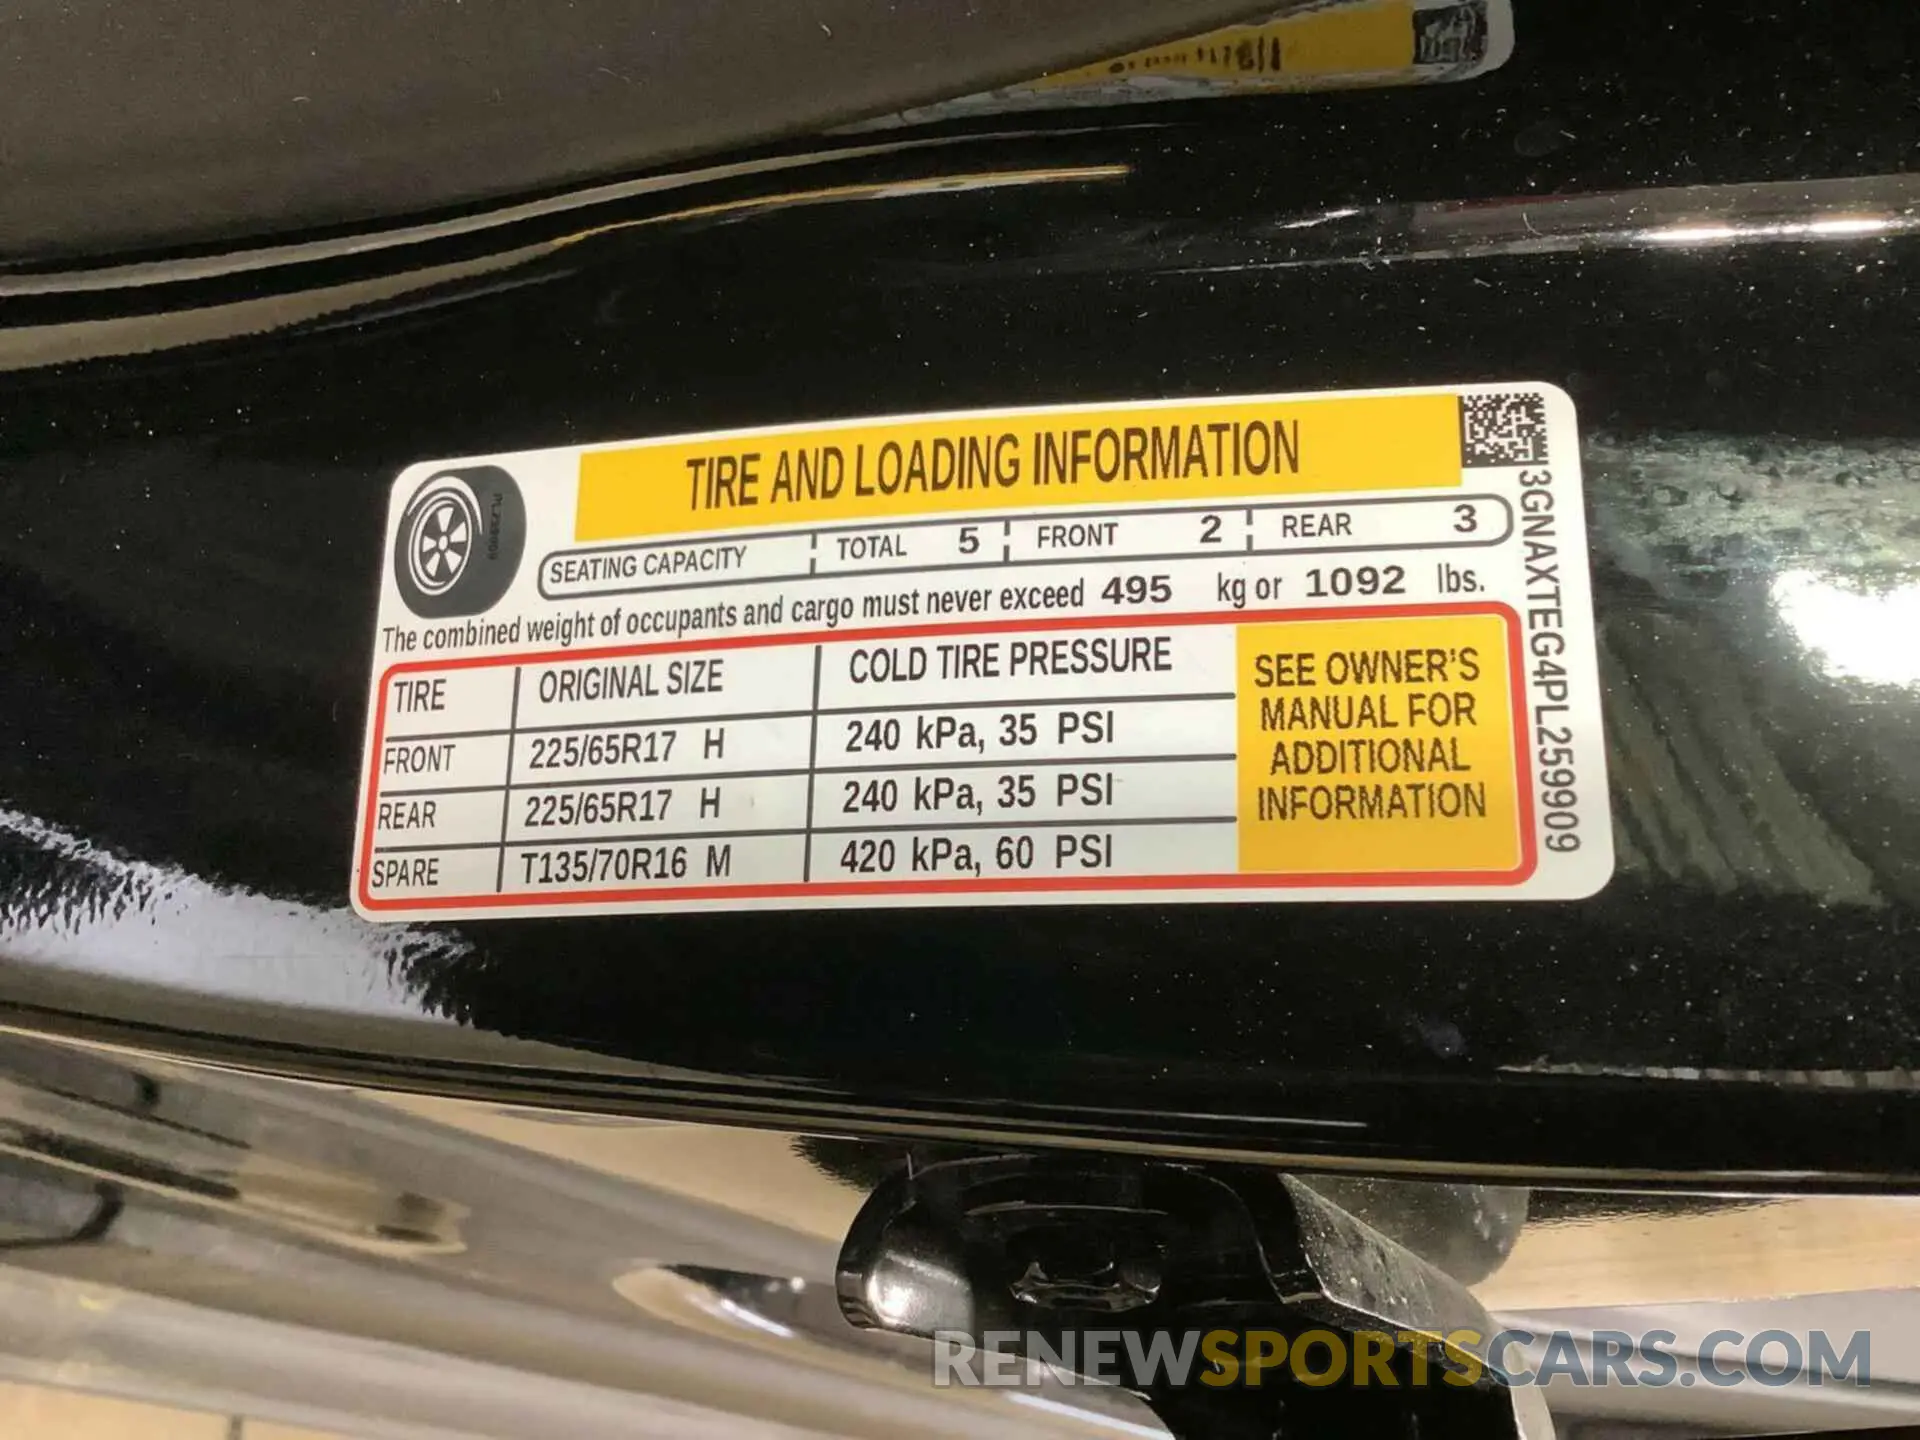 TIRE AND LOADING INFORMATION
SEATING CAPACITY TOTAL 5 FRONT 2 REAR 3
The combined weight of occupants and cargo must never exceed 495 kg or 1092 lbs.
TIRE ORIGINAL SIZE COLD TIRE PRESSURE
FRONT 225/65R17 H 240 kPa, 35 PSI
REAR 225/65R17 H 240 kPa, 35 PSI
SPARE T135/70R16 M 420 kPa, 60 PSI
SEE OWNER'S
MANUAL FOR
ADDITIONAL
INFORMATION
3GNAXTEG4PL259909
PL259909
RENEWSPORTSCARS.COM